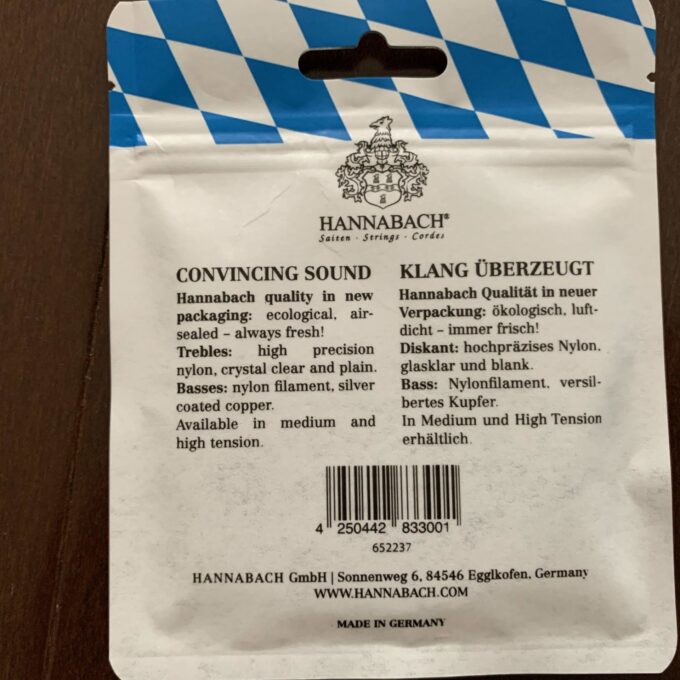 HANNABACH®
Saiten · Strings · Cordes
CONVINCING SOUND
Hannabach quality in new
packaging: ecological, air-
sealed – always fresh!
Trebles: high precision
nylon, crystal clear and plain.
Basses: nylon filament, silver
coated copper.
Available in medium and
high tension.
KLANG ÜBERZEUGT
Hannabach Qualität in neuer
Verpackung: ökologisch, luft-
dicht – immer frisch!
Diskant: hochpräzises Nylon,
glasklar und blank.
Bass: Nylonfilament, versil-
bertes Kupfer.
In Medium und High Tension
erhältlich.
4 250442 833001
652237
HANNABACH GmbH | Sonnenweg 6, 84546 Egglkofen, Germany
WWW.HANNABACH.COM
MADE IN GERMANY